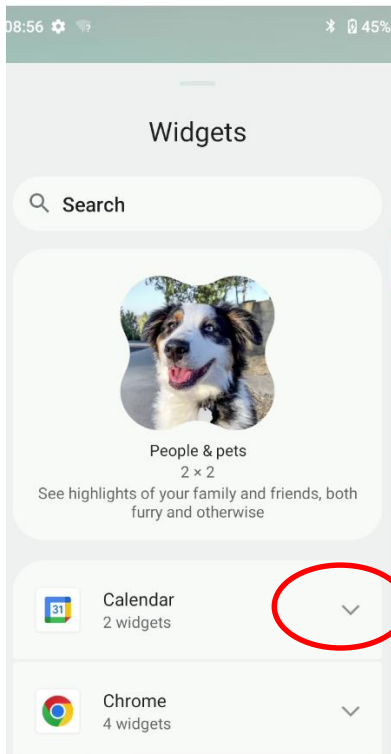 08:56 45%
Widgets
Search
People & pets
2 × 2
See highlights of your family and friends, both
furry and otherwise
31
Calendar
2 widgets
Chrome
4 widgets